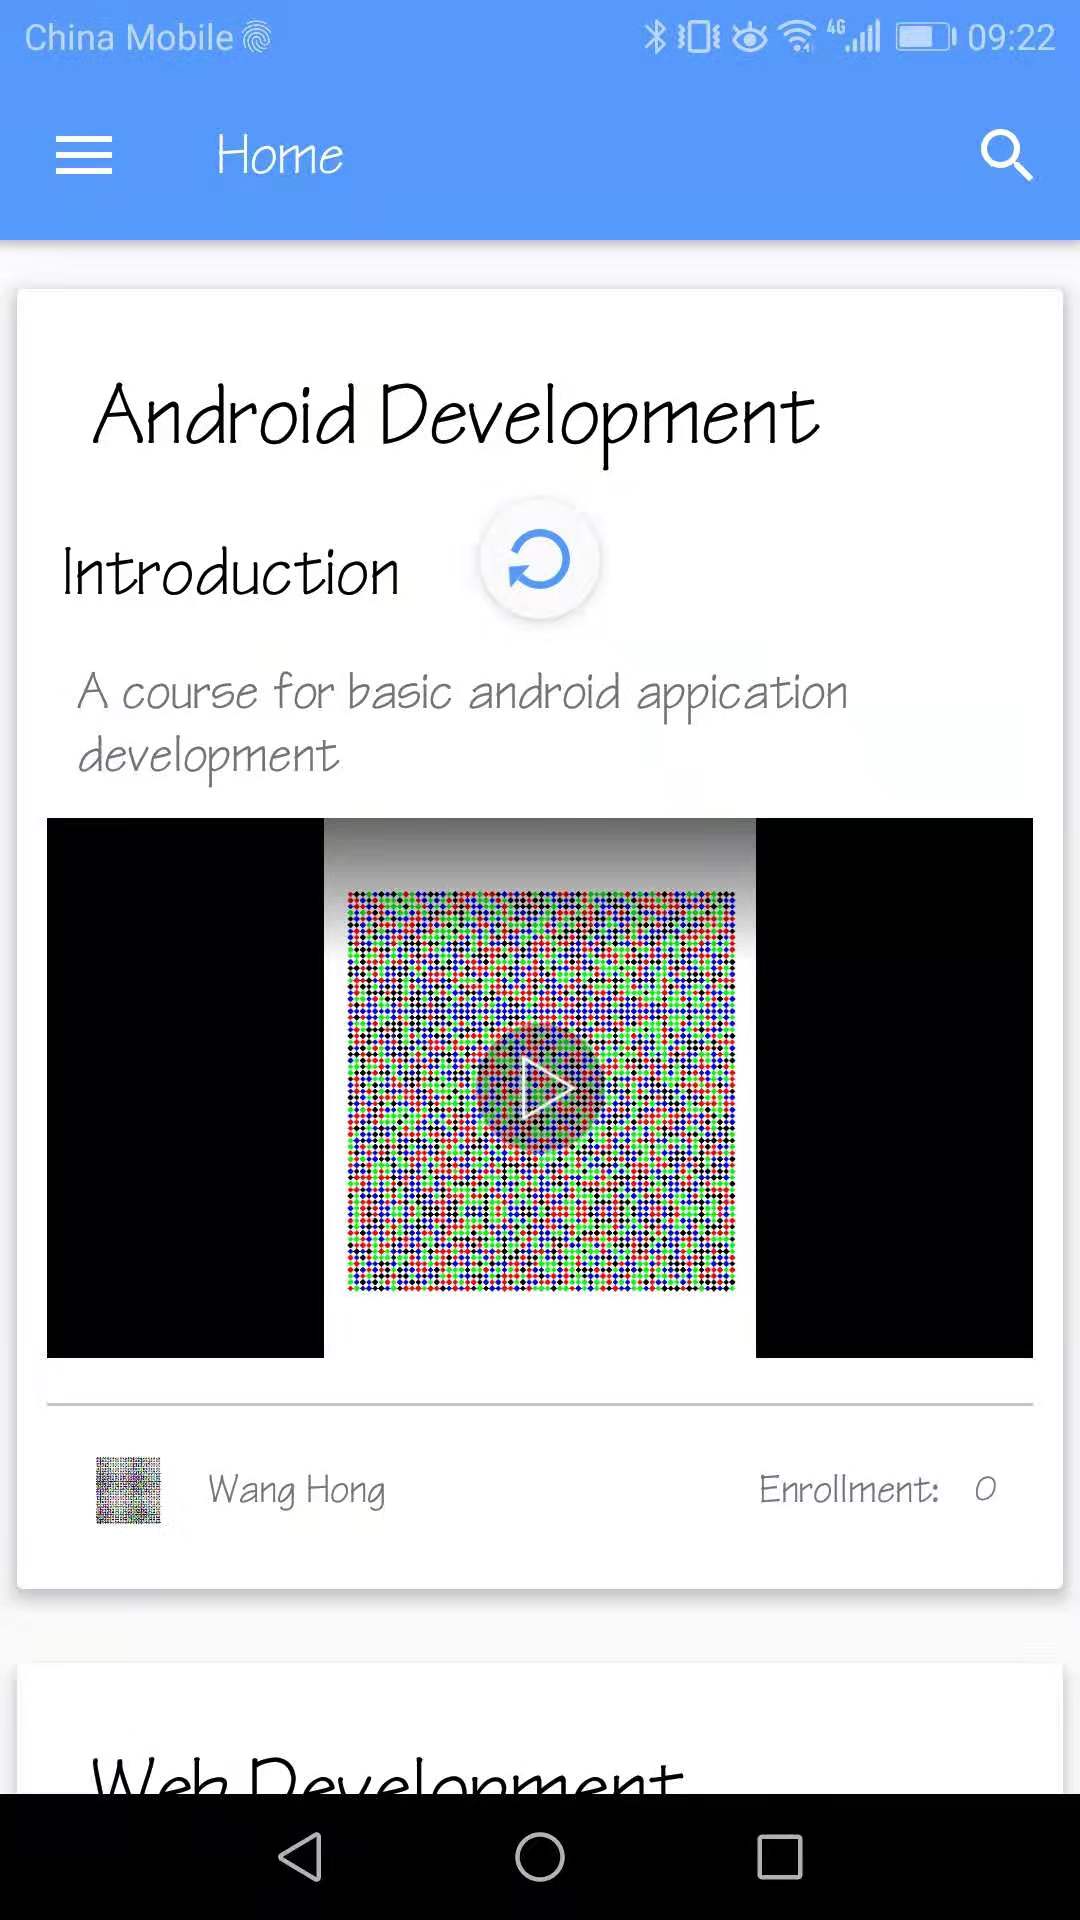 China Mobile 4G 09:22
Home
Android Development
Introduction
A course for basic android appication
development
Wang Hong Enrollment: 0
Web Development